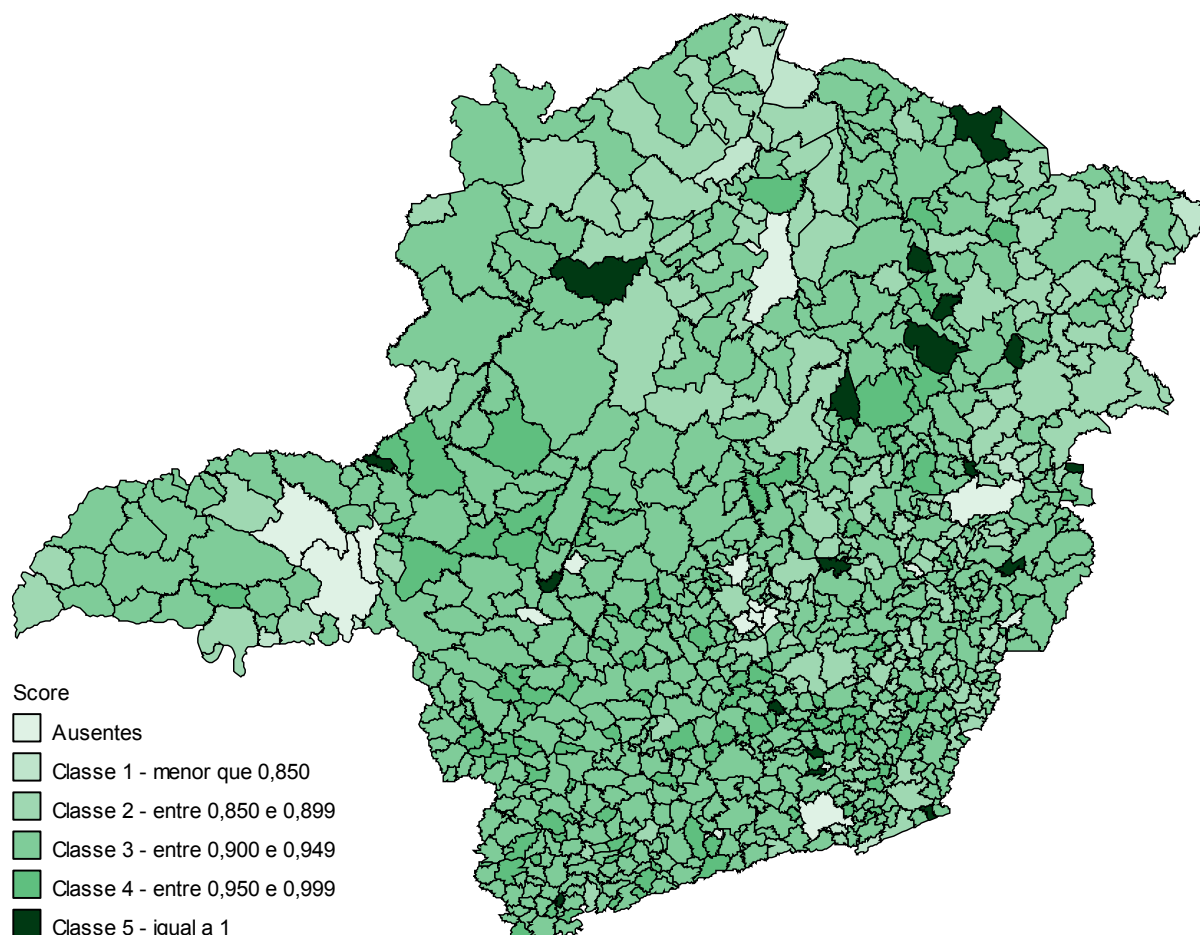 Score
Ausentes
Classe 1 - menor que 0,850
Classe 2 - entre 0,850 e 0,899
Classe 3 - entre 0,900 e 0,949
Classe 4 - entre 0,950 e 0,999
Classe 5 - igual a 1